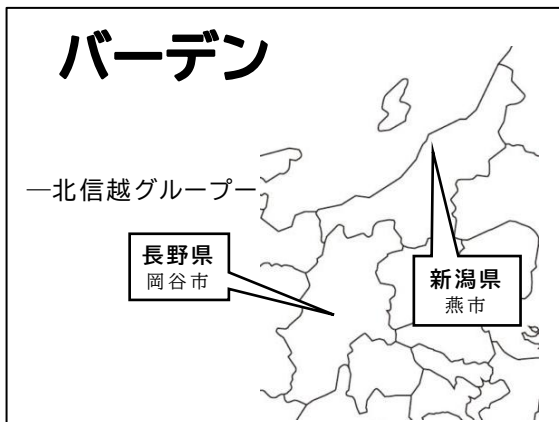 バーデン
―北信越グループー
長野県
岡谷市
新潟県
燕市